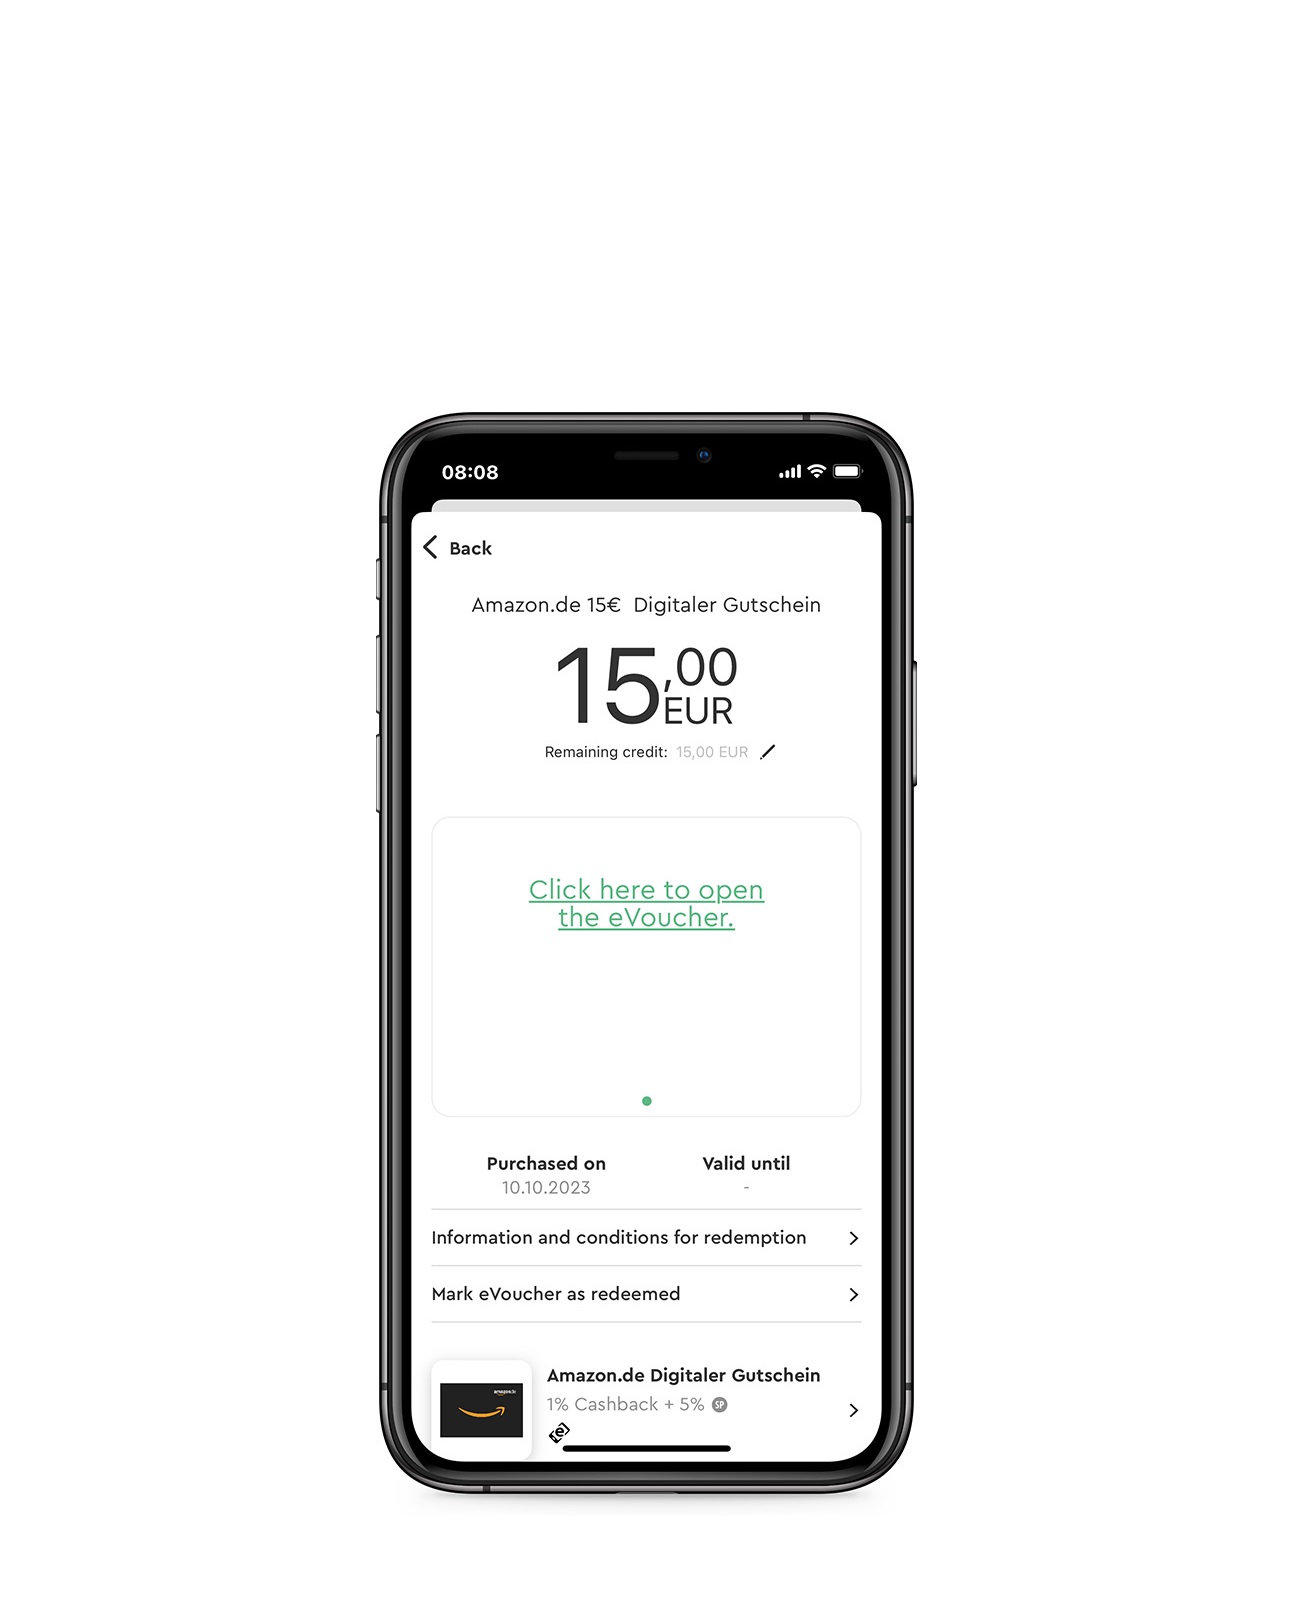 08:08
Back
Amazon.de 15€ Digitaler Gutschein
15,00
EUR
Remaining credit: 15,00 EUR
Click here to open
the eVoucher.
Purchased on
10.10.2023
Valid until
-
Information and conditions for redemption
Mark eVoucher as redeemed
amazon.de
Amazon.de Digitaler Gutschein
1% Cashback + 5% SP
e